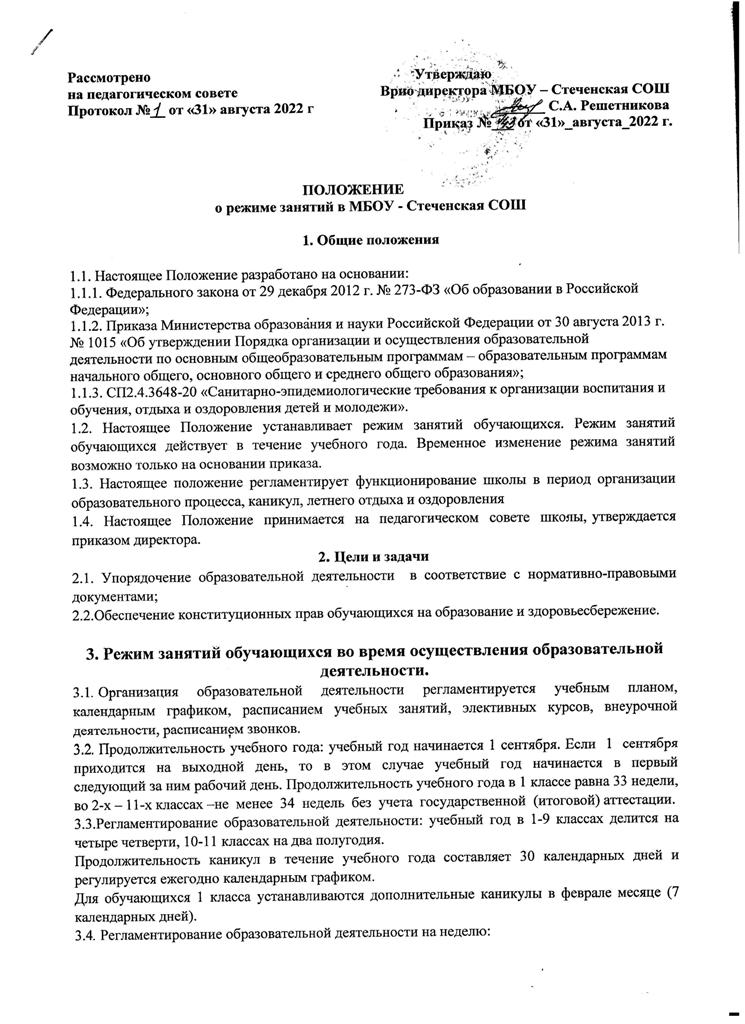 Рассмотрено
на педагогическом совете
Протокол № 1 от «31» августа 2022 г
Утверждаю
Врио директора МБОУ – Стеченская СОШ
С.А. Решетникова
Приказ № от «31»_августа_2022 г.
ПОЛОЖЕНИЕ
о режиме занятий в МБОУ - Стеченская СОШ
1. Общие положения
1.1. Настоящее Положение разработано на основании:
1.1.1. Федерального закона от 29 декабря 2012 г. № 273-ФЗ «Об образовании в Российской
Федерации»;
1.1.2. Приказа Министерства образования и науки Российской Федерации от 30 августа 2013 г.
№ 1015 «Об утверждении Порядка организации и осуществления образовательной
деятельности по основным общеобразовательным программам – образовательным программам
начального общего, основного общего и среднего общего образования»;
1.1.3. СП2.4.3648-20 «Санитарно-эпидемиологические требования к организации воспитания и
обучения, отдыха и оздоровления детей и молодежи».
1.2. Настоящее Положение устанавливает режим занятий обучающихся. Режим занятий
обучающихся действует в течение учебного года. Временное изменение режима занятий
возможно только на основании приказа.
1.3. Настоящее положение регламентирует функционирование школы в период организации
образовательного процесса, каникул, летнего отдыха и оздоровления
1.4. Настоящее Положение принимается на педагогическом совете школы, утверждается
приказом директора.
2. Цели и задачи
2.1. Упорядочение образовательной деятельности в соответствие с нормативно-правовыми
документами;
2.2.Обеспечение конституционных прав обучающихся на образование и здоровьесбережение.
3. Режим занятий обучающихся во время осуществления образовательной
деятельности.
3.1. Организация образовательной деятельности регламентируется учебным планом,
календарным графиком, расписанием учебных занятий, элективных курсов, внеурочной
деятельности, расписанием звонков.
3.2. Продолжительность учебного года: учебный год начинается 1 сентября. Если 1 сентября
приходится на выходной день, то в этом случае учебный год начинается в первый
следующий за ним рабочий день. Продолжительность учебного года в 1 классе равна 33 недели,
во 2-х – 11-х классах –не менее 34 недель без учета государственной (итоговой) аттестации.
3.3.Регламентирование образовательной деятельности: учебный год в 1-9 классах делится на
четыре четверти, 10-11 классах на два полугодия.
Продолжительность каникул в течение учебного года составляет 30 календарных дней и
регулируется ежегодно календарным графиком.
Для обучающихся 1 класса устанавливаются дополнительные каникулы в феврале месяце (7
календарных дней).
3.4. Регламентирование образовательной деятельности на неделю: